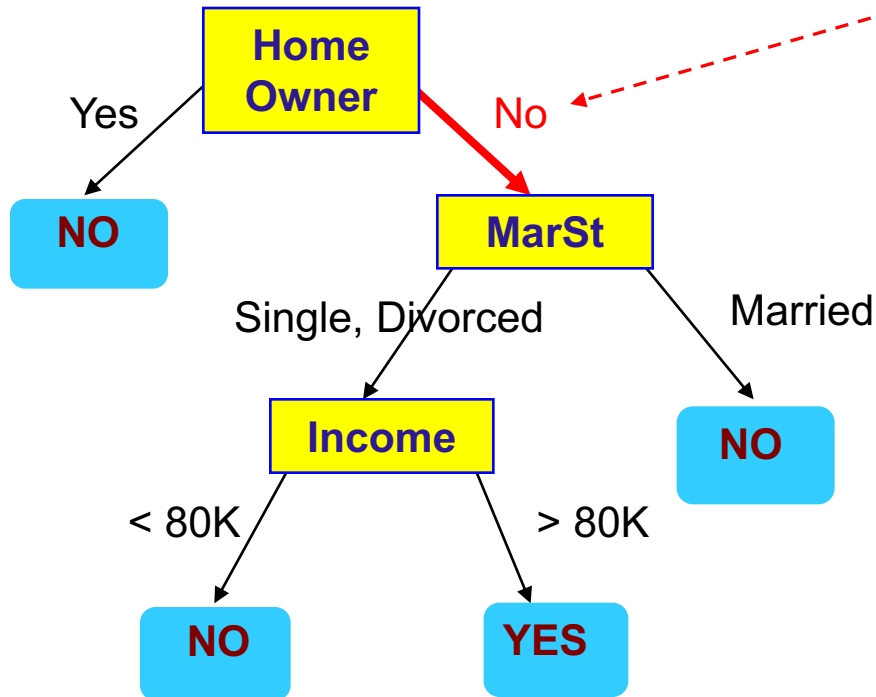 Home
Owner
Yes
No
NO
MarSt
Single, Divorced
Married
Income
NO
< 80K
> 80K
NO
YES